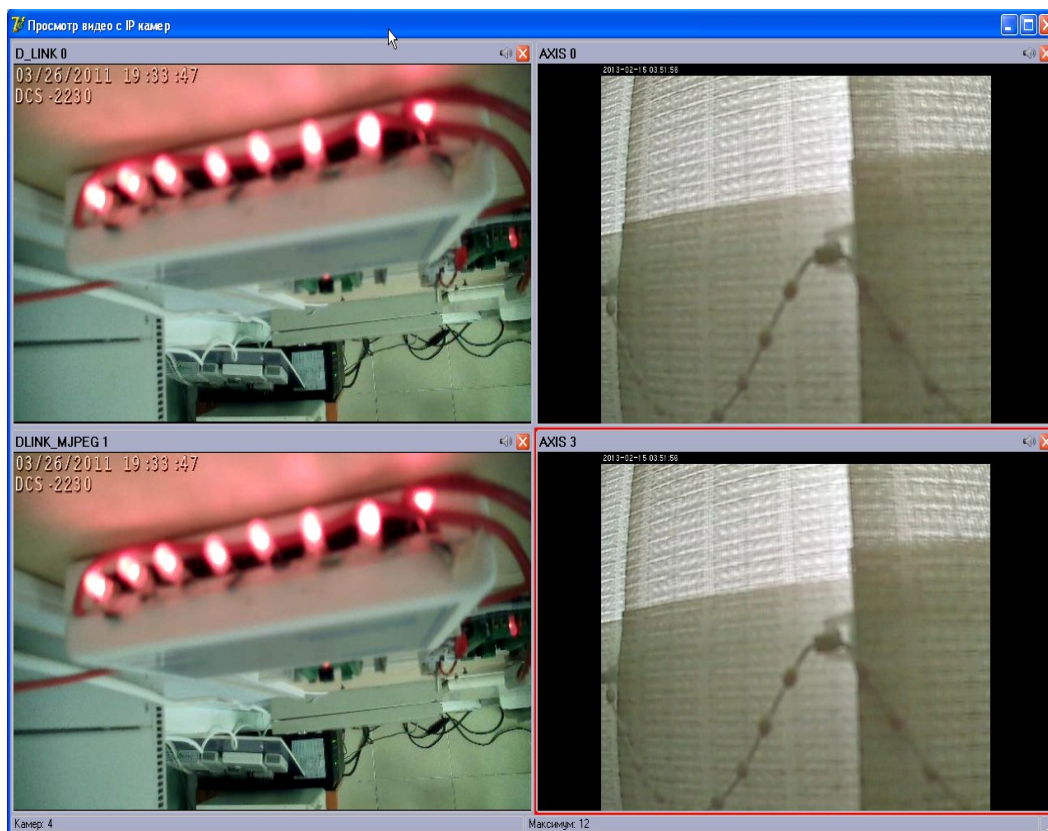 Просмотр видео с IP камер
D_LINK 0
03/26/2011 19:33:47
DCS-2230
AXIS 0
2013-02-15 03:51:56
DLINK_MJPEG 1
03/26/2011 19:33:47
DCS-2230
AXIS 3
2013-02-15 03:51:56
Камер: 4
Максимум: 12